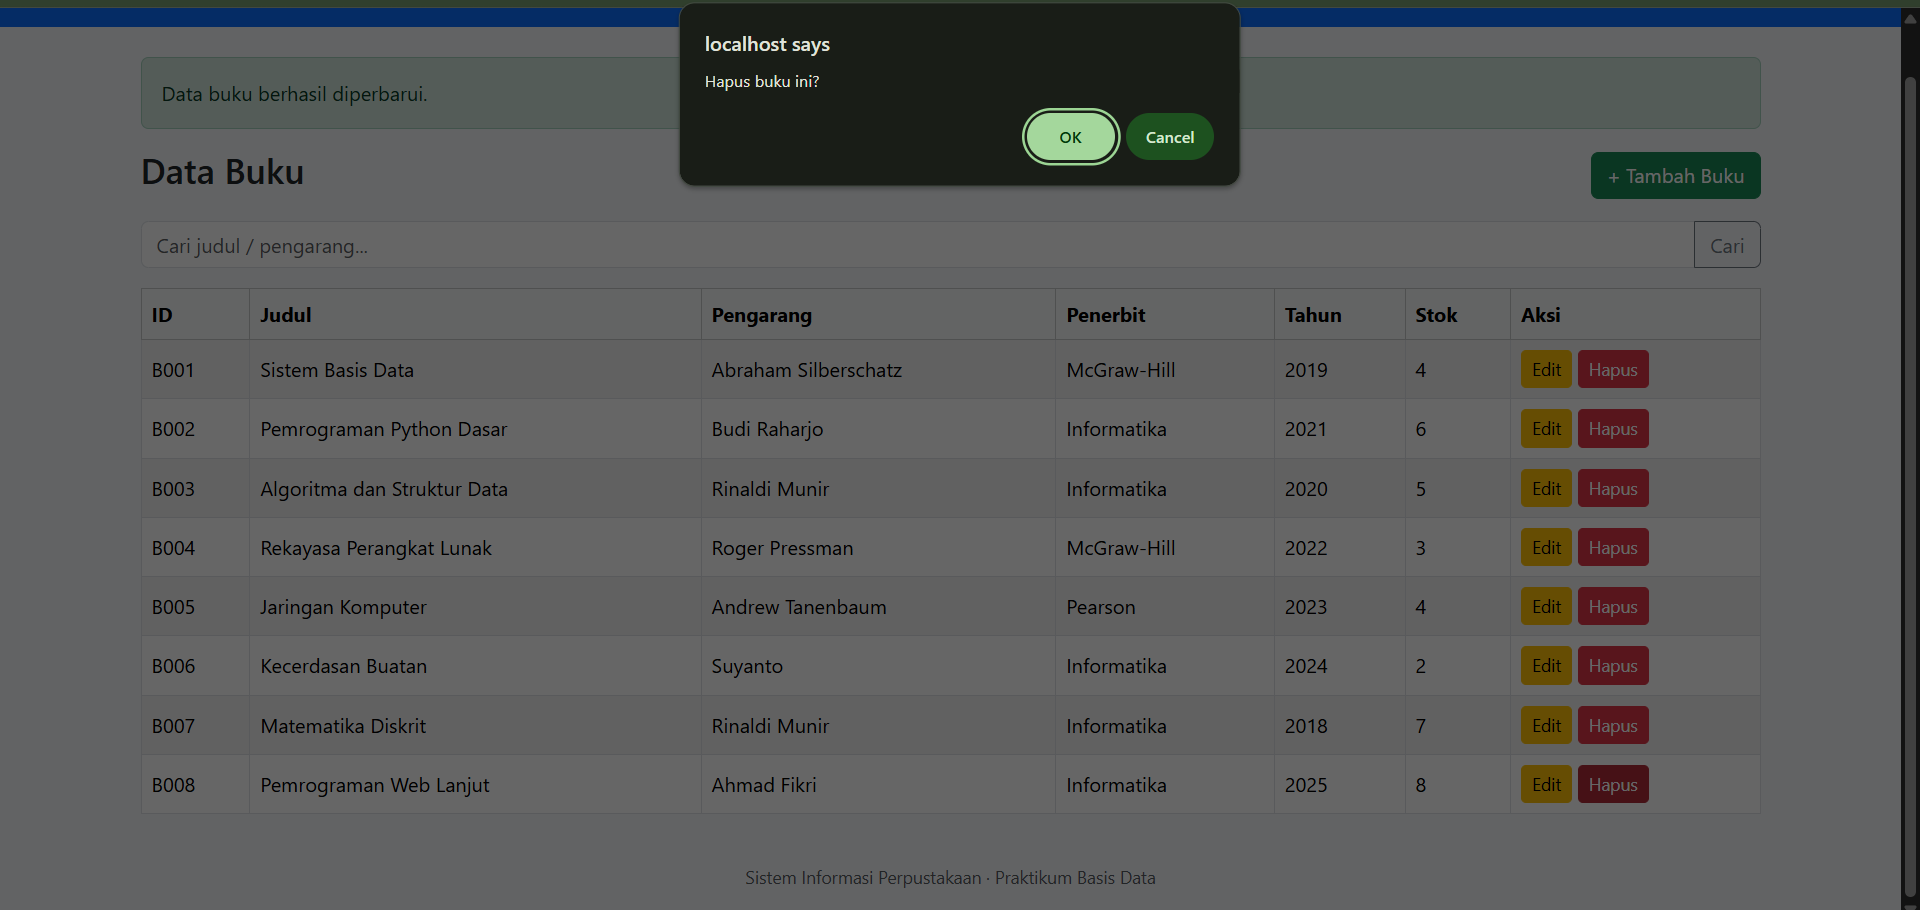 localhost says
Hapus buku ini?
OK Cancel
Data buku berhasil diperbarui.
Data Buku
+ Tambah Buku
Cari judul / pengarang...
Cari
ID Judul Pengarang Penerbit Tahun Stok Aksi
B001 Sistem Basis Data Abraham Silberschatz McGraw-Hill 2019 4 Edit Hapus
B002 Pemrograman Python Dasar Budi Raharjo Informatika 2021 6 Edit Hapus
B003 Algoritma dan Struktur Data Rinaldi Munir Informatika 2020 5 Edit Hapus
B004 Rekayasa Perangkat Lunak Roger Pressman McGraw-Hill 2022 3 Edit Hapus
B005 Jaringan Komputer Andrew Tanenbaum Pearson 2023 4 Edit Hapus
B006 Kecerdasan Buatan Suyanto Informatika 2024 2 Edit Hapus
B007 Matematika Diskrit Rinaldi Munir Informatika 2018 7 Edit Hapus
B008 Pemrograman Web Lanjut Ahmad Fikri Informatika 2025 8 Edit Hapus
Sistem Informasi Perpustakaan · Praktikum Basis Data